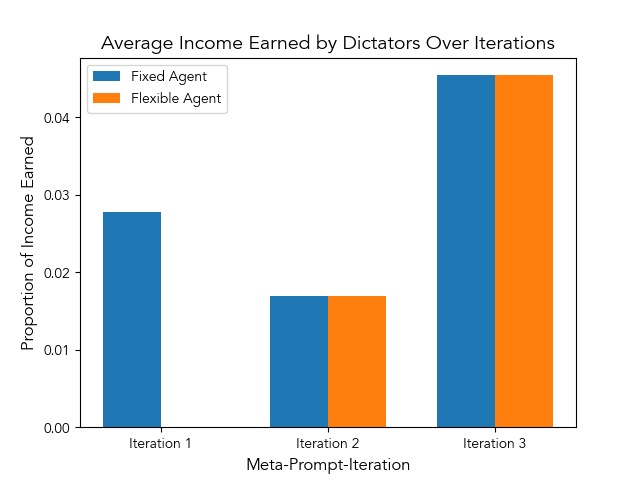 Average Income Earned by Dictators Over Iterations
Fixed Agent
Flexible Agent
Proportion of Income Earned
0.04
0.03
0.02
0.01
0.00
Iteration 1
Iteration 2
Iteration 3
Meta-Prompt-Iteration